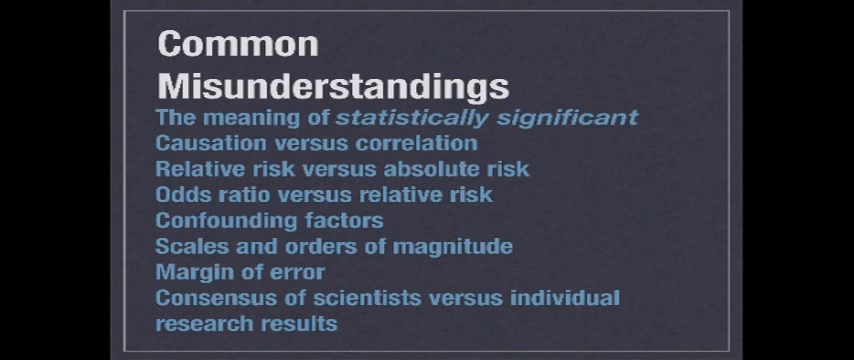 Common
Misunderstandings
The meaning of statistically significant
Causation versus correlation
Relative risk versus absolute risk
Odds ratio versus relative risk
Confounding factors
Scales and orders of magnitude
Margin of error
Consensus of scientists versus individual
research results